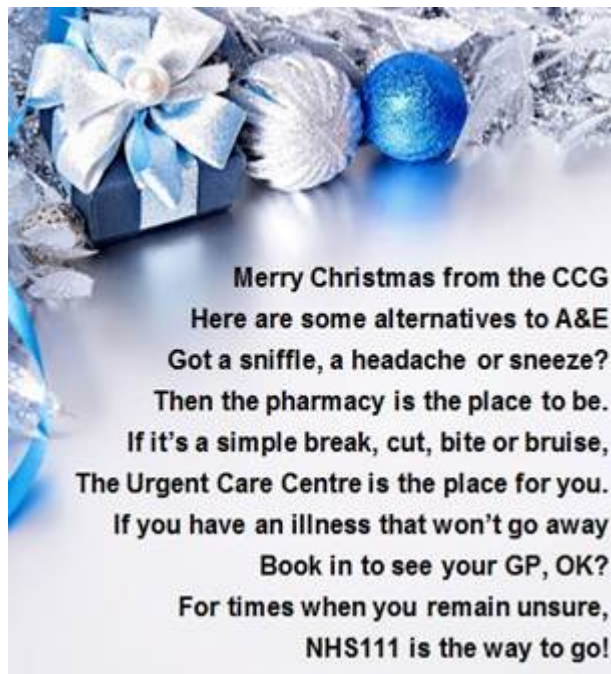 Merry Christmas from the CCG
Here are some alternatives to A&E
Got a sniffle, a headache or sneeze?
Then the pharmacy is the place to be.
If it's a simple break, cut, bite or bruise,
The Urgent Care Centre is the place for you.
If you have an illness that won't go away
Book in to see your GP, OK?
For times when you remain unsure,
NHS111 is the way to go!